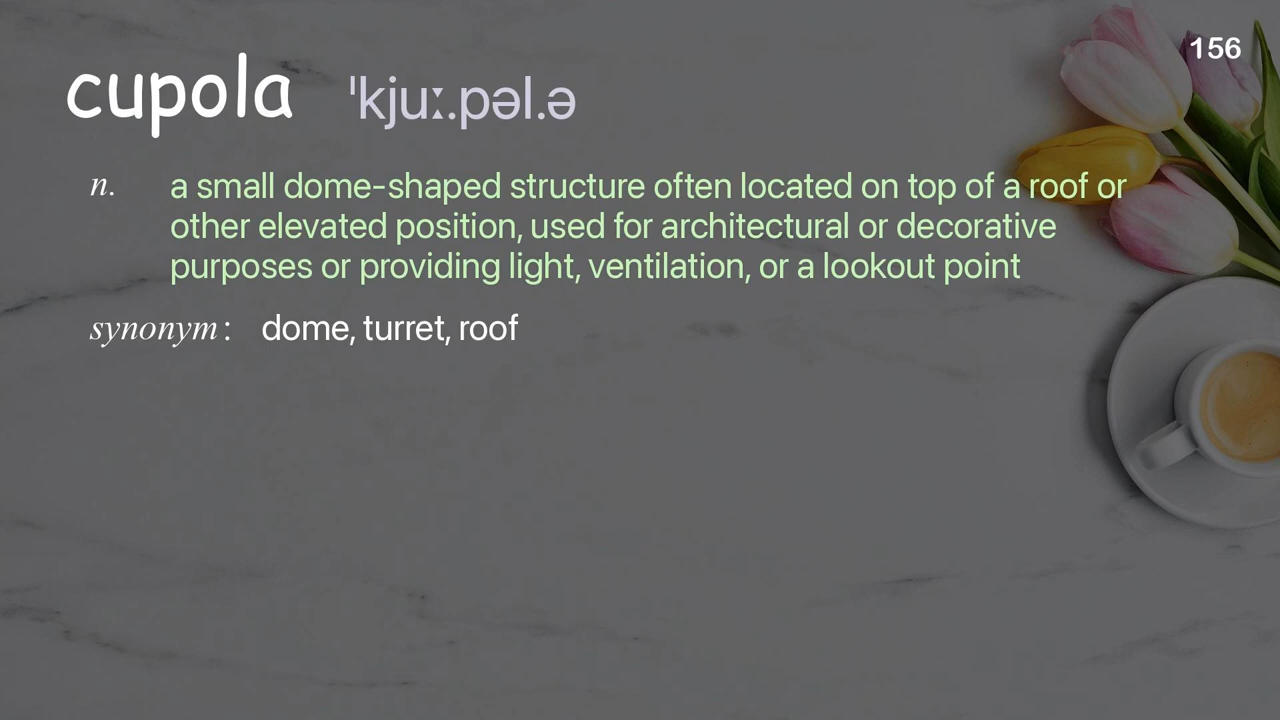 156
cupola ˈkjuː.pəl.ə
n. a small dome-shaped structure often located on top of a roof or
other elevated position, used for architectural or decorative
purposes or providing light, ventilation, or a lookout point
synonym: dome, turret, roof